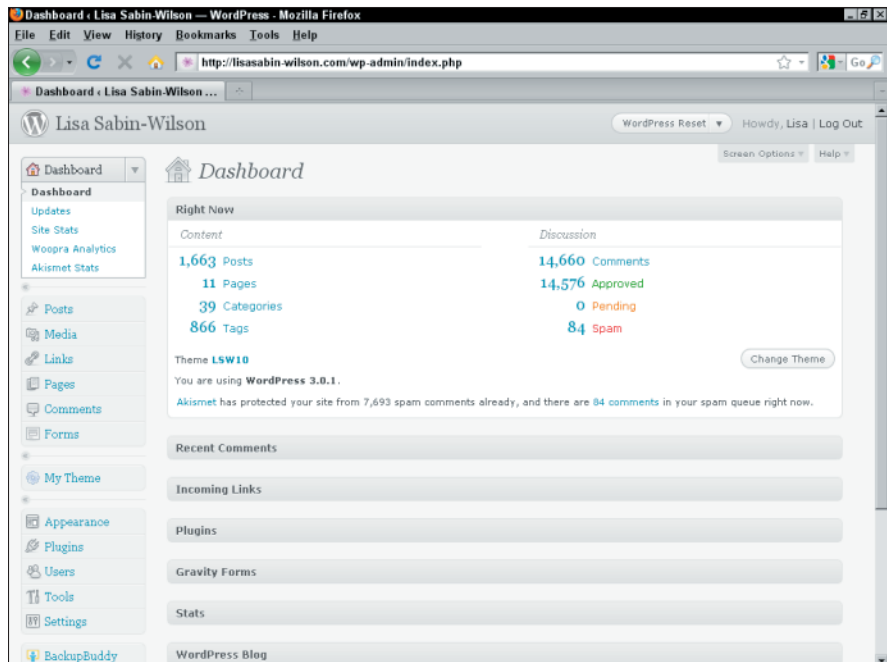 Dashboard ‹ Lisa Sabin-Wilson — WordPress - Mozilla Firefox
File Edit View History Bookmarks Tools Help
http://lisasabin-wilson.com/wp-admin/index.php
Go
Dashboard ‹ Lisa Sabin-Wilson ...
Lisa Sabin-Wilson
WordPress Reset
Howdy, Lisa | Log Out
Screen Options
Help
Dashboard
Dashboard
Updates
Site Stats
Woopra Analytics
Akismet Stats
Posts
Media
Links
Pages
Comments
Forms
My Theme
Appearance
Plugins
Users
Tools
Settings
BackupBuddy
Dashboard
Right Now
Content
1,663 Posts
11 Pages
39 Categories
866 Tags
Discussion
14,660 Comments
14,576 Approved
0 Pending
84 Spam
Theme LSW10
Change Theme
You are using WordPress 3.0.1.
Akismet has protected your site from 7,693 spam comments already, and there are 84 comments in your spam queue right now.
Recent Comments
Incoming Links
Plugins
Gravity Forms
Stats
WordPress Blog